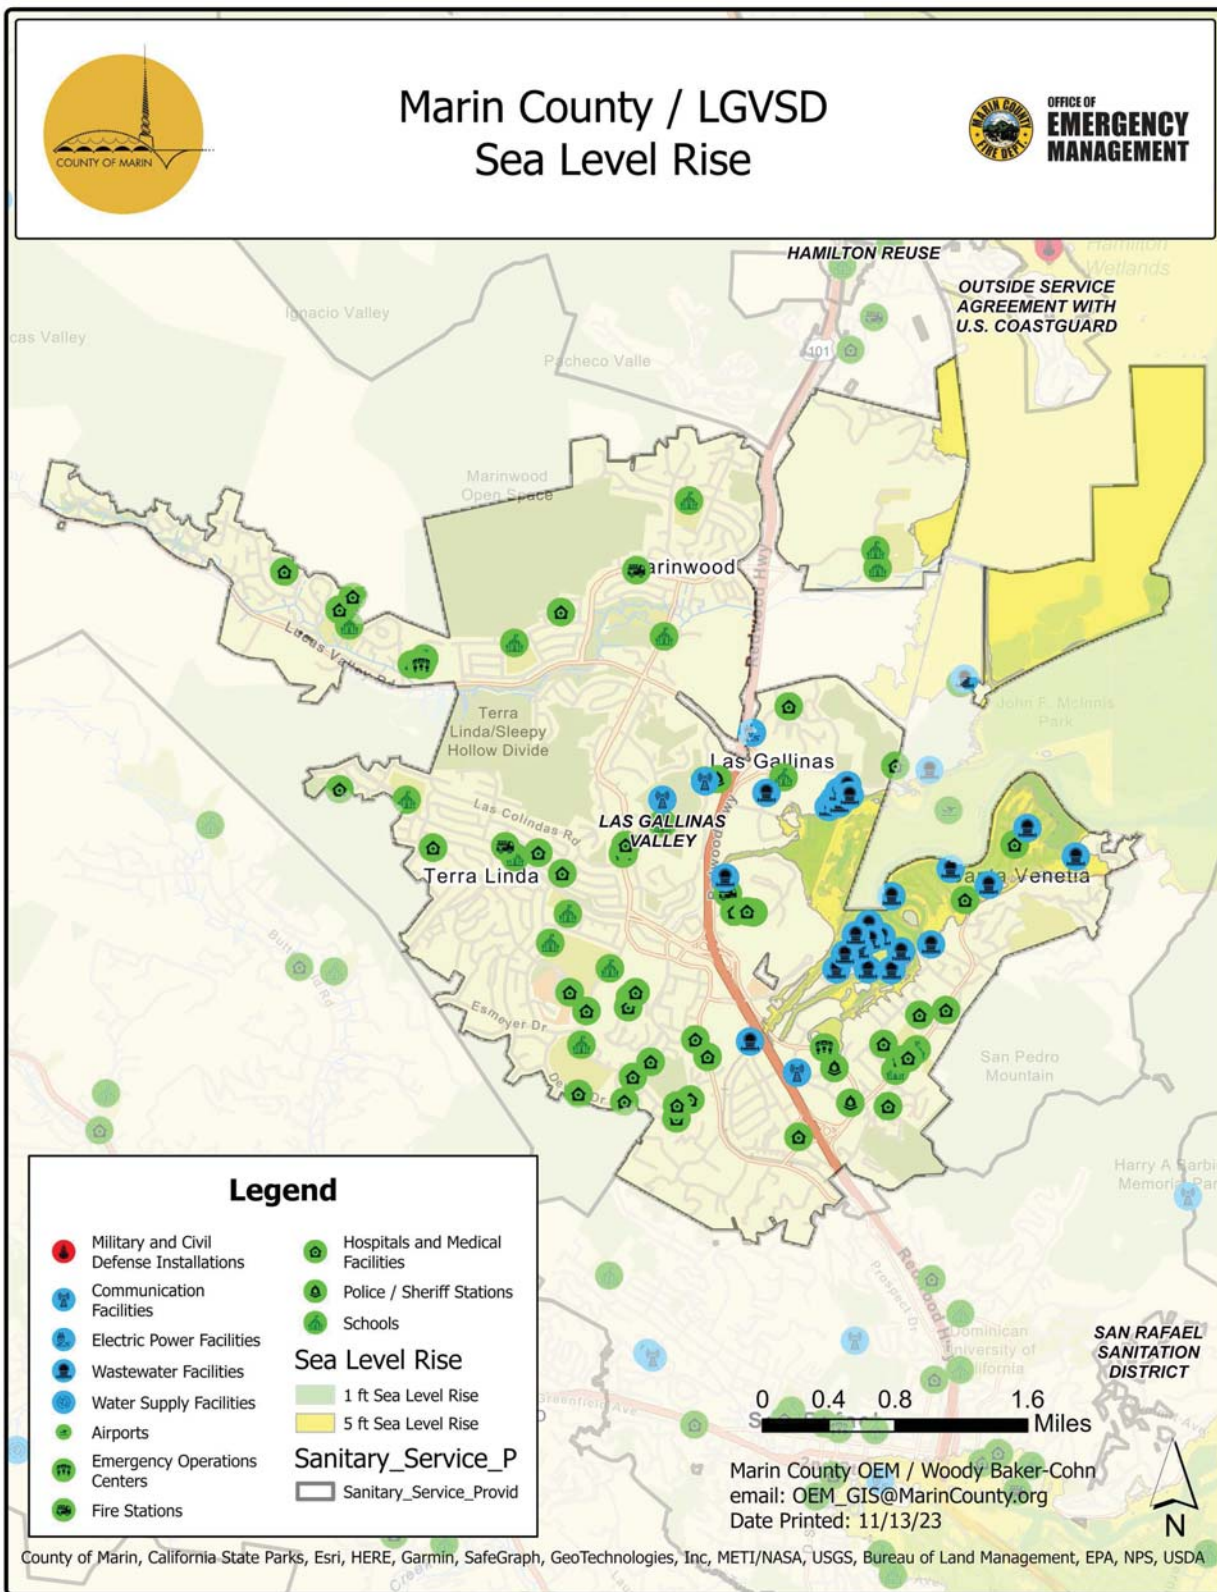 Marin County / LGVSD
Sea Level Rise
COUNTY OF MARIN
MARIN COUNTY
FIRE DEPT.
OFFICE OF
EMERGENCY
MANAGEMENT
HAMILTON REUSE
Hamilton
Wetlands
OUTSIDE SERVICE
AGREEMENT WITH
U.S. COASTGUARD
Ignacio Valley
cas Valley
Pacheco Valle
101
Marinwood
Open Space
arinwood
Redwood Hwy
Lucas Valley Rd
John F. McInnis
Park
Terra
Linda/Sleepy
Hollow Divide
Las Gallinas
Las Colindas Rd
LAS GALLINAS
VALLEY
Terra Linda
Venetia
Esmeyer Dr
San Pedro
Mountain
Harry A Barbi
Memorial Par
Legend
Military and Civil
Defense Installations
Communication
Facilities
Electric Power Facilities
Wastewater Facilities
Water Supply Facilities
Airports
Emergency Operations
Centers
Fire Stations
Hospitals and Medical
Facilities
Police / Sheriff Stations
Schools
Sea Level Rise
1 ft Sea Level Rise
5 ft Sea Level Rise
Sanitary_Service_P
Sanitary_Service_Provid
Prospect Dr
Dominican
University of
California
SAN RAFAEL
SANITATION
DISTRICT
Greenfield Ave
0 0.4 0.8 1.6
Miles
Marin County OEM / Woody Baker-Cohn
email: OEM_GIS@MarinCounty.org
Date Printed: 11/13/23
N
County of Marin, California State Parks, Esri, HERE, Garmin, SafeGraph, GeoTechnologies, Inc, METI/NASA, USGS, Bureau of Land Management, EPA, NPS, USDA